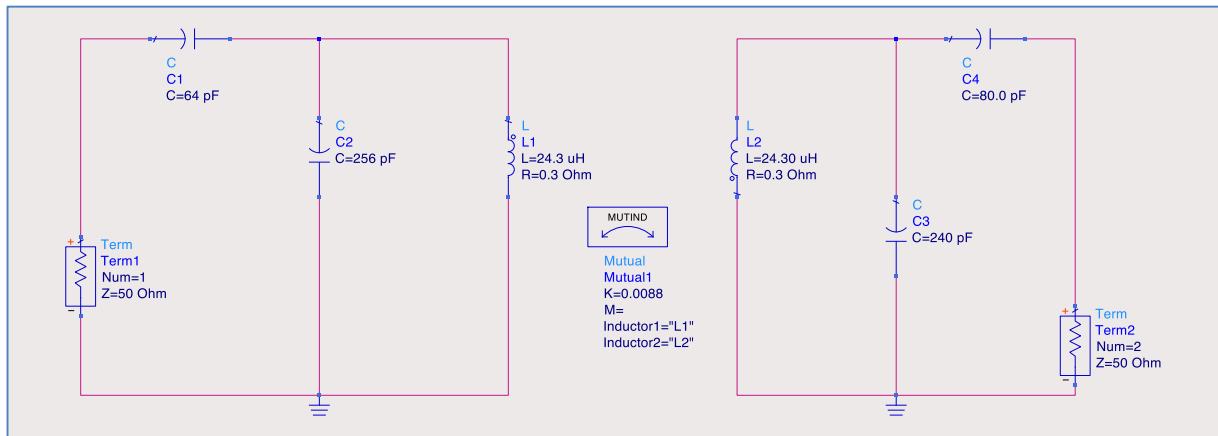 C
C1
C=64 pF
C
C2
C=256 pF
L
L1
L=24.3 uH
R=0.3 Ohm
+
Term
Term1
Num=1
Z=50 Ohm
-
MUTIND
Mutual
Mutual1
K=0.0088
M=
Inductor1="L1"
Inductor2="L2"
L
L2
L=24.30 uH
R=0.3 Ohm
C
C4
C=80.0 pF
C
C3
C=240 pF
+
Term
Term2
Num=2
Z=50 Ohm
-